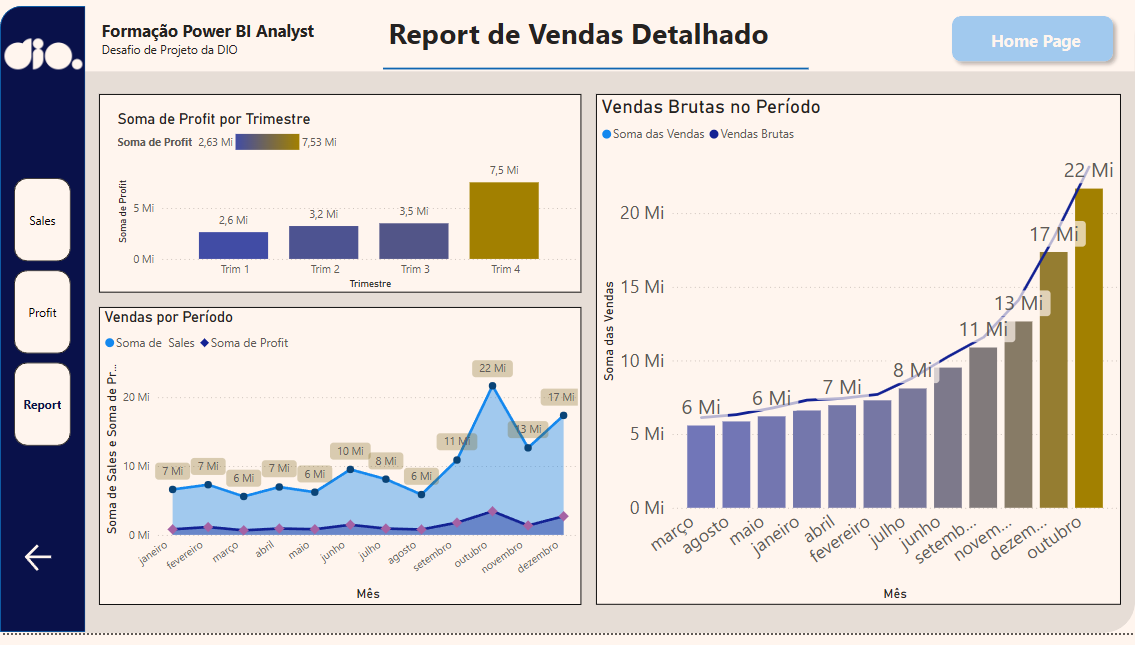 dio.
Formação Power BI Analyst
Desafio de Projeto da DIO
Report de Vendas Detalhado
Home Page
Sales
Profit
Report
Soma de Profit por Trimestre
Soma de Profit 2,63 Mi 7,53 Mi
Soma de Profit
5 Mi
0 Mi
2,6 Mi
3,2 Mi
3,5 Mi
7,5 Mi
Trim 1
Trim 2
Trim 3
Trim 4
Trimestre
Vendas por Período
Soma de Sales
Soma de Profit
Soma de Sales e Soma de Pr...
20 Mi
10 Mi
0 Mi
7 Mi
7 Mi
6 Mi
7 Mi
6 Mi
10 Mi
8 Mi
6 Mi
11 Mi
22 Mi
13 Mi
17 Mi
janeiro
fevereiro
março
abril
maio
junho
julho
agosto
setembro
outubro
novembro
dezembro
Mês
Vendas Brutas no Período
Soma das Vendas
Vendas Brutas
Soma das Vendas
20 Mi
15 Mi
10 Mi
5 Mi
0 Mi
6 Mi
6 Mi
7 Mi
8 Mi
11 Mi
13 Mi
17 Mi
22 Mi
março
agosto
maio
janeiro
abril
fevereiro
julho
junho
setemb...
novem...
dezem...
outubro
Mês